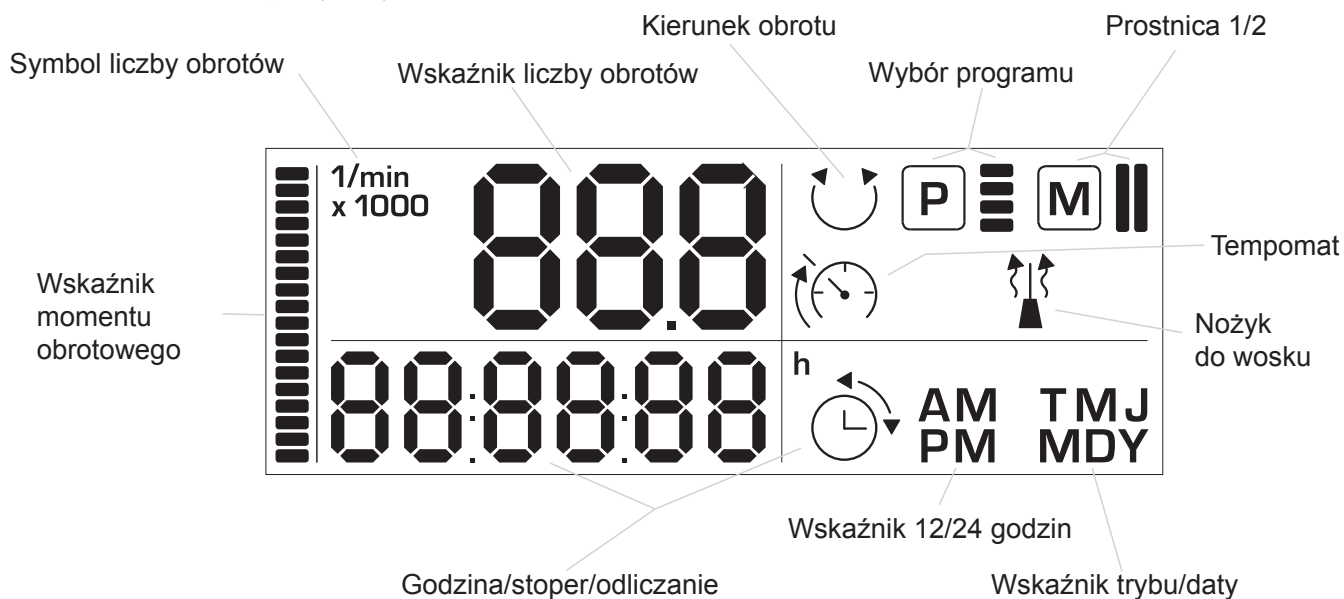 Kierunek obrotu
Prostnica 1/2
Symbol liczby obrotów
Wskaźnik liczby obrotów
Wybór programu
1/min
x 1000
888
.
P
M
Tempomat
Wskaźnik
momentu
obrotowego
Nożyk
do wosku
88:88:88
h
AM
PM
TMJ
MDY
Wskaźnik 12/24 godzin
Godzina/stoper/odliczanie
Wskaźnik trybu/daty